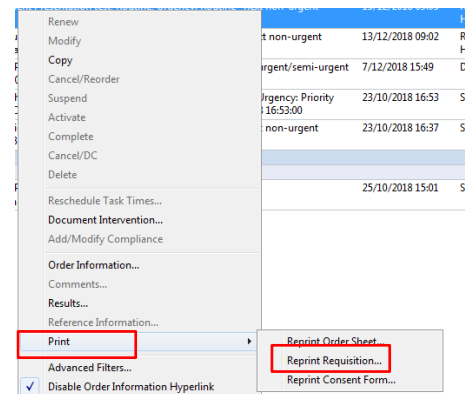 Renew
Modify
t non-urgent 13/12/2018 09:02
Copy
urgent/semi-urgent 7/12/2018 15:49
Cancel/Reorder
Suspend
Urgency: Priority 23/10/2018 16:53
16:53:00
Activate
non-urgent 23/10/2018 16:37
Complete
Cancel/DC
Delete
25/10/2018 15:01
Reschedule Task Times...
Document Intervention...
Add/Modify Compliance
Order Information...
Comments...
Results...
Reference Information...
Print
Reprint Order Sheet...
Reprint Requisition...
Reprint Consent Form...
Advanced Filters...
Disable Order Information Hyperlink